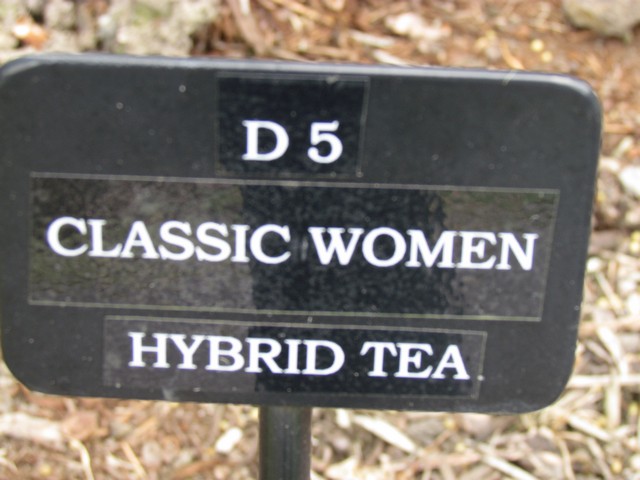 D 5
CLASSIC WOMEN
HYBRID TEA